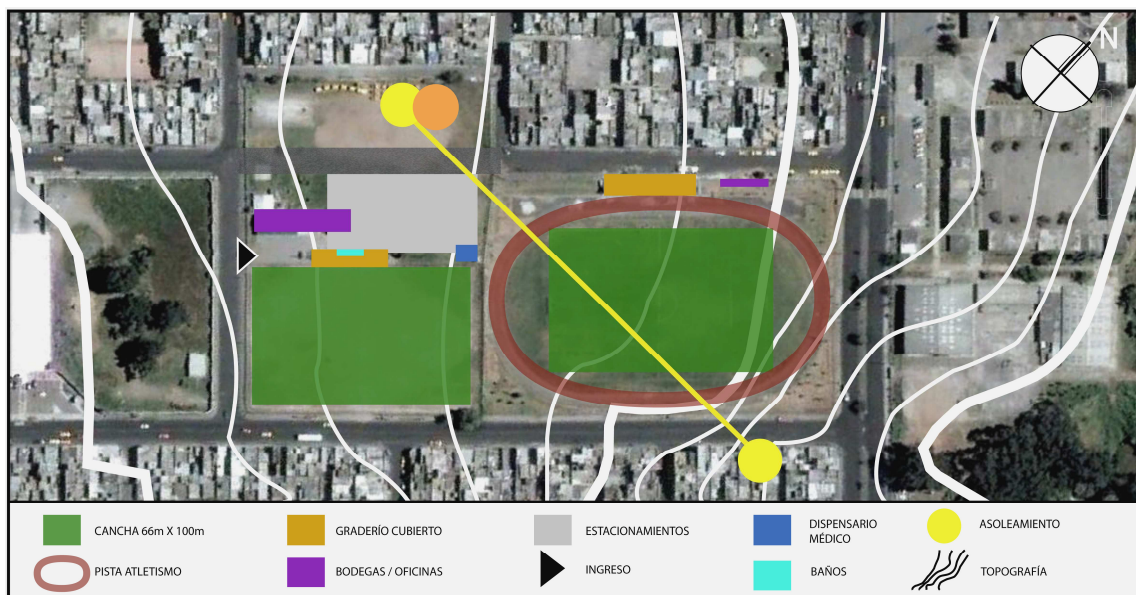 N
CANCHA 66m X 100m
GRADERÍO CUBIERTO
ESTACIONAMIENTOS
DISPENSARIO
MÉDICO
ASOLEAMIENTO
PISTA ATLETISMO
BODEGAS / OFICINAS
INGRESO
BAÑOS
TOPOGRAFÍA